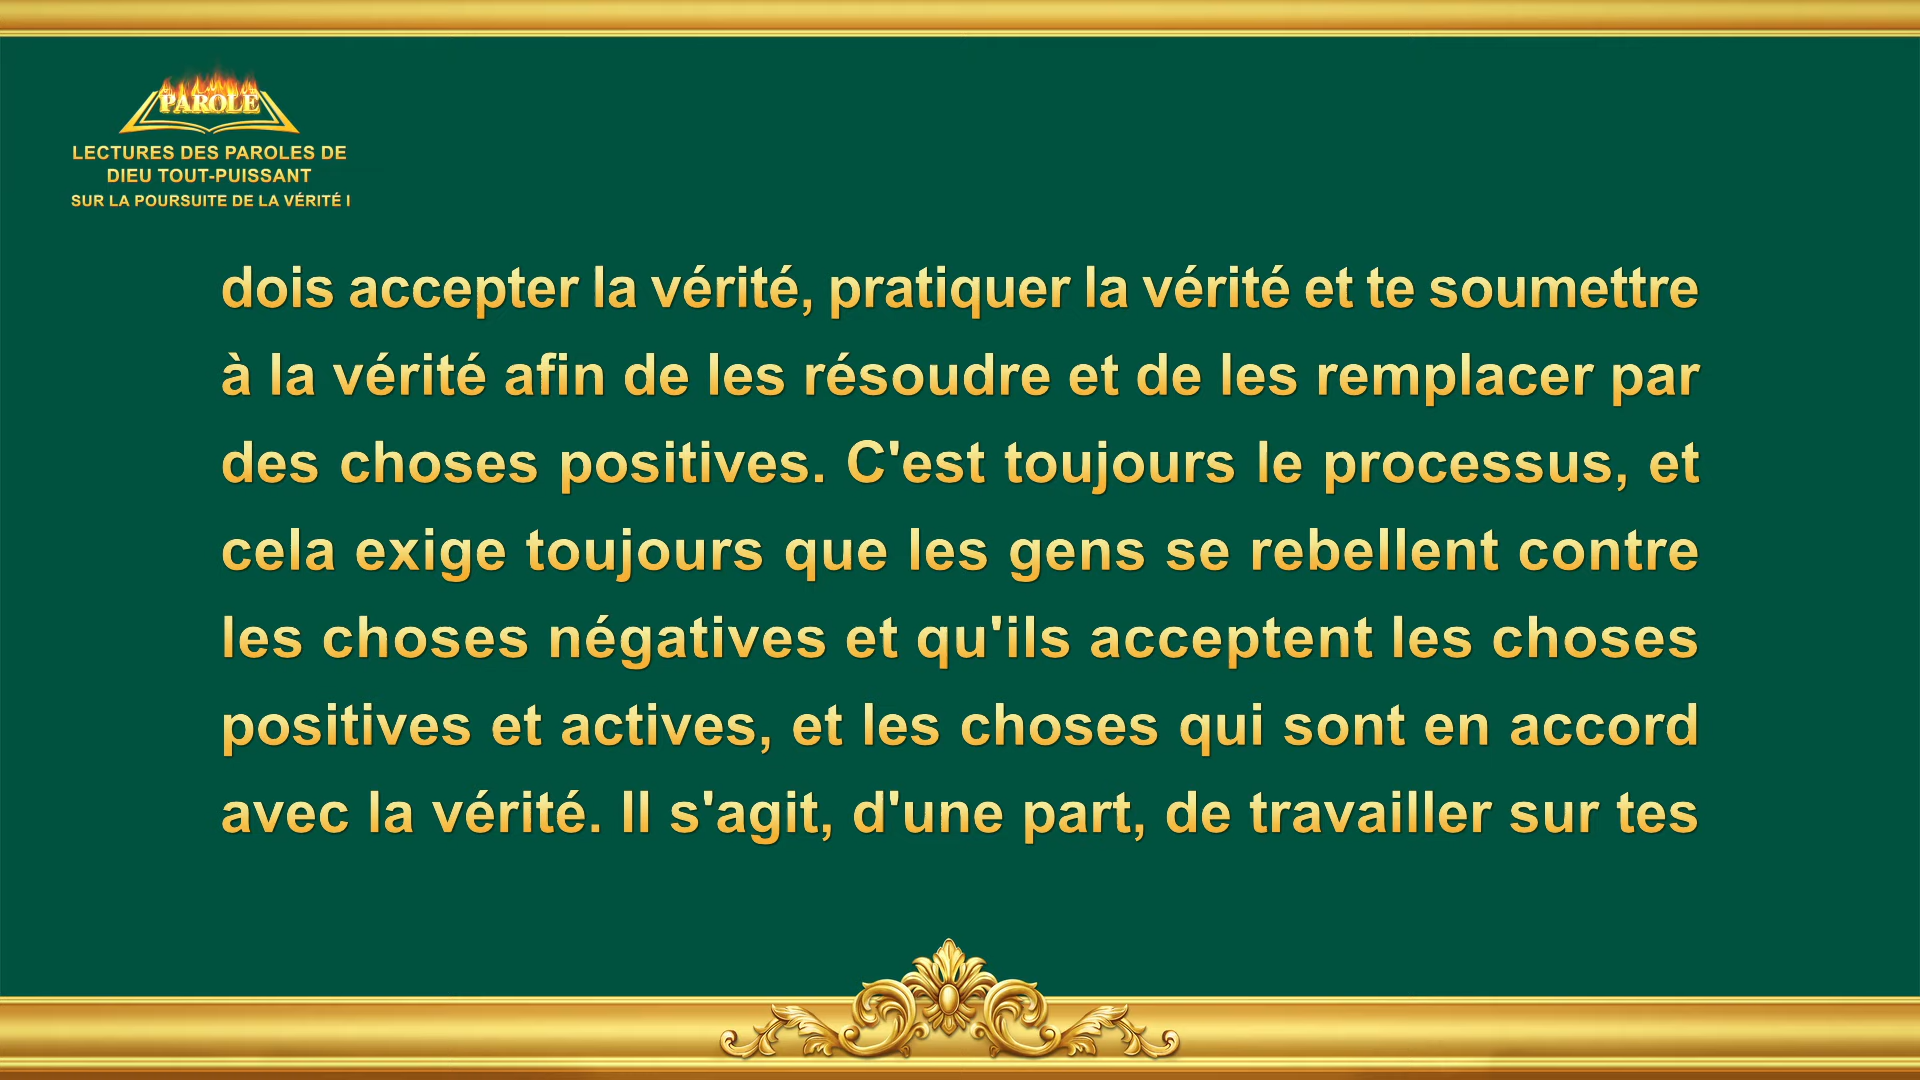 PAROLE
LECTURES DES PAROLES DE
DIEU TOUT-PUISSANT
SUR LA POURSUITE DE LA VÉRITÉ I
dois accepter la vérité, pratiquer la vérité et te soumettre
à la vérité afin de les résoudre et de les remplacer par
des choses positives. C'est toujours le processus, et
cela exige toujours que les gens se rebellent contre
les choses négatives et qu'ils acceptent les choses
positives et actives, et les choses qui sont en accord
avec la vérité. Il s'agit, d'une part, de travailler sur tes